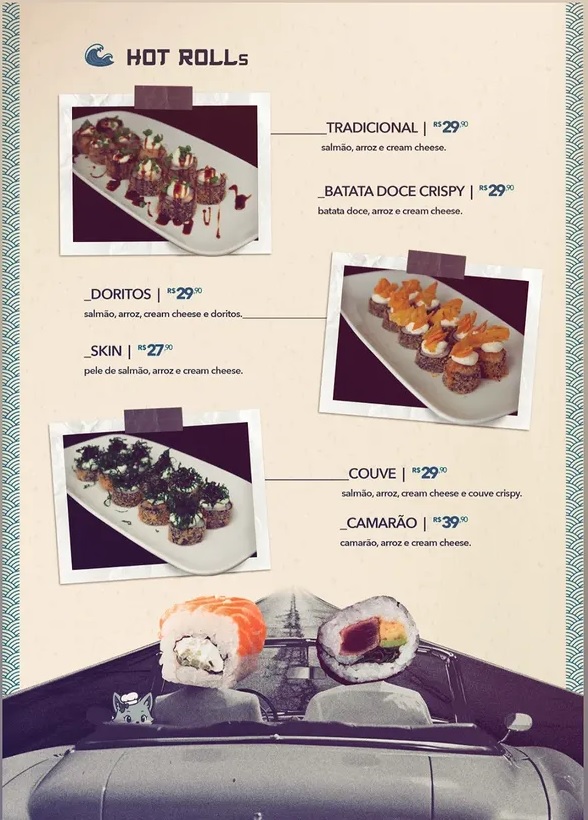 HOT ROLLs
_TRADICIONAL | R$29,90
salmão, arroz e cream cheese.
_BATATA DOCE CRISPY | R$29,90
batata doce, arroz e cream cheese.
_DORITOS | R$29,90
salmão, arroz, cream cheese e doritos.
_SKIN | R$27,90
pele de salmão, arroz e cream cheese.
_COUVE | R$29,90
salmão, arroz, cream cheese e couve crispy.
_CAMARÃO | R$39,90
camarão, arroz e cream cheese.